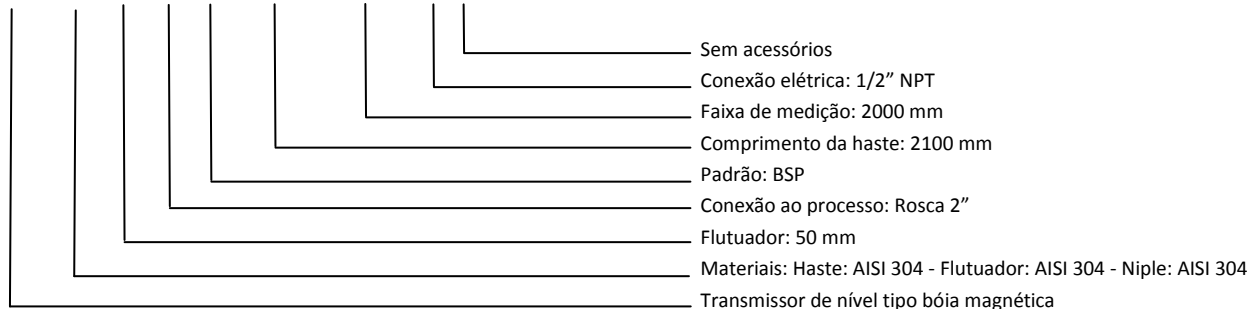 Sem acessórios
Conexão elétrica: 1/2” NPT
Faixa de medição: 2000 mm
Comprimento da haste: 2100 mm
Padrão: BSP
Conexão ao processo: Rosca 2”
Flutuador: 50 mm
Materiais: Haste: AISI 304 - Flutuador: AISI 304 - Niple: AISI 304
Transmissor de nível tipo bóia magnética